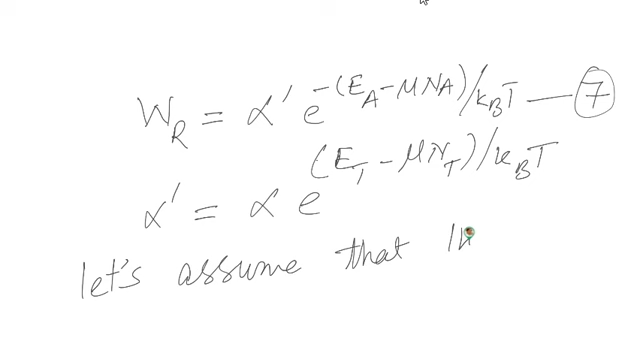 W_R = α' e^{-(E_A - μN_A)/k_BT} — ⑦
α' = α e^{(E_T - μN_T)/k_BT}
let's assume that